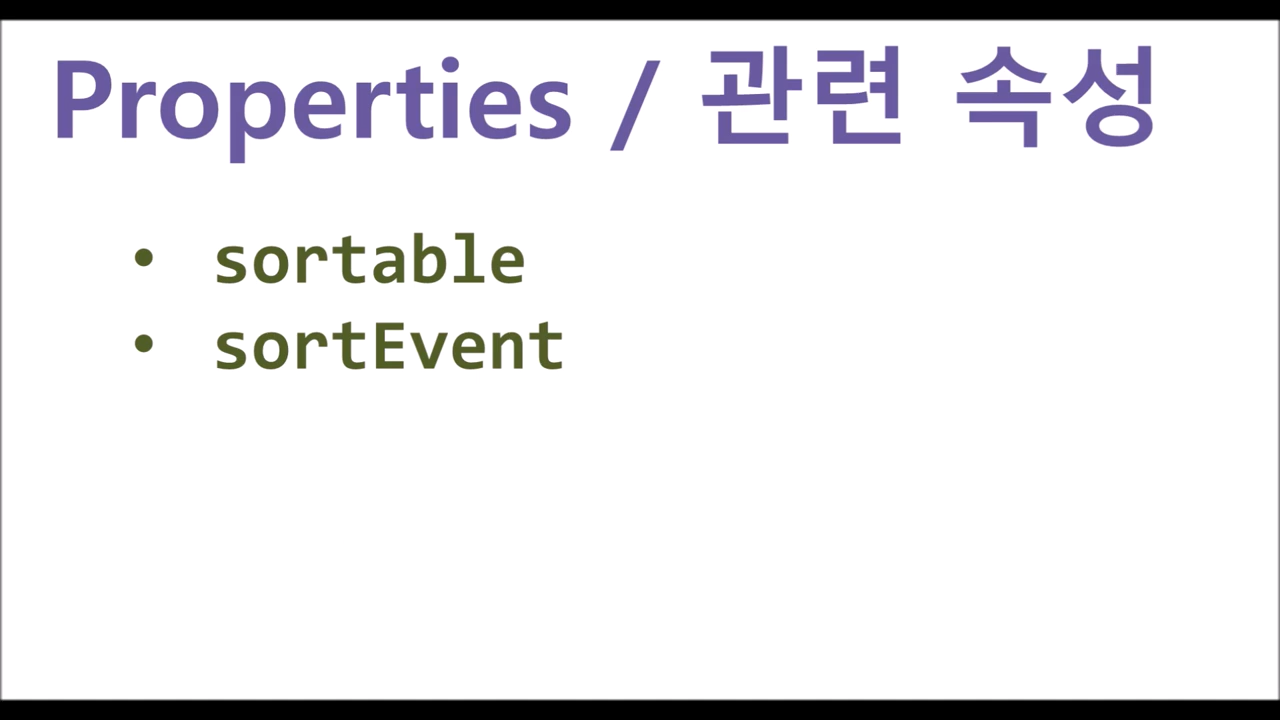 Properties / 관련 속성
• sortable
• sortEvent